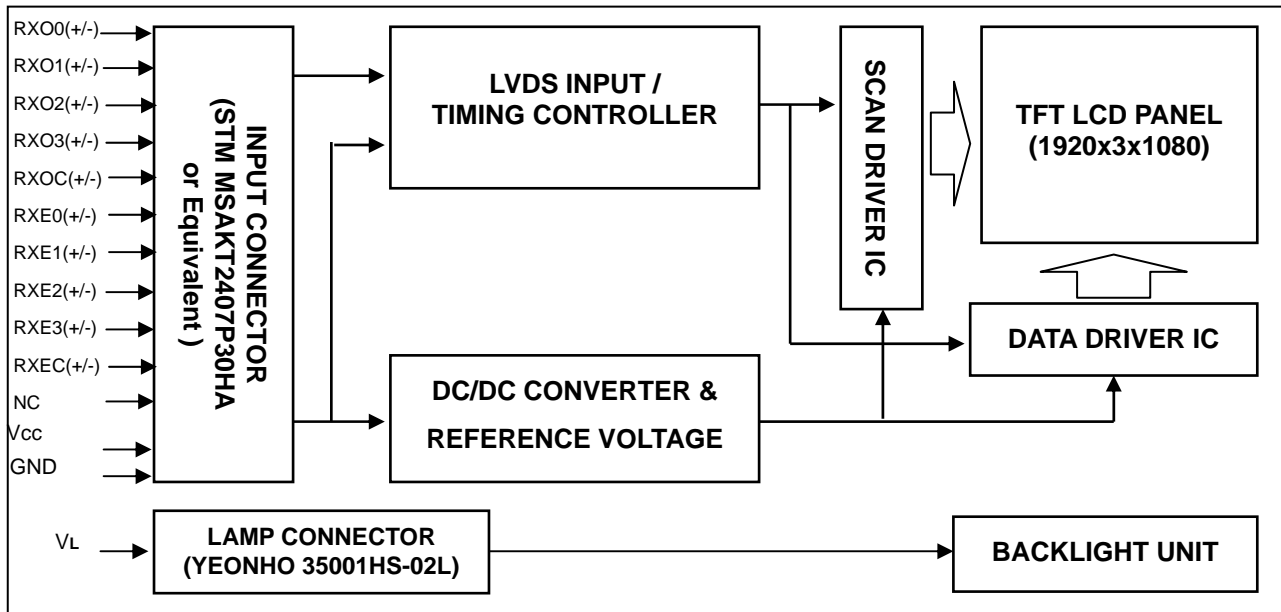 RXO0(+/-)
RXO1(+/-)
RXO2(+/-)
RXO3(+/-)
RXOC(+/-)
RXE0(+/-)
RXE1(+/-)
RXE2(+/-)
RXE3(+/-)
RXEC(+/-)
NC
Vcc
GND
VL
INPUT CONNECTOR
(STM MSAKT2407P30HA
or Equivalent )
LVDS INPUT /
TIMING CONTROLLER
DC/DC CONVERTER &
REFERENCE VOLTAGE
SCAN DRIVER IC
TFT LCD PANEL
(1920x3x1080)
DATA DRIVER IC
LAMP CONNECTOR
(YEONHO 35001HS-02L)
BACKLIGHT UNIT